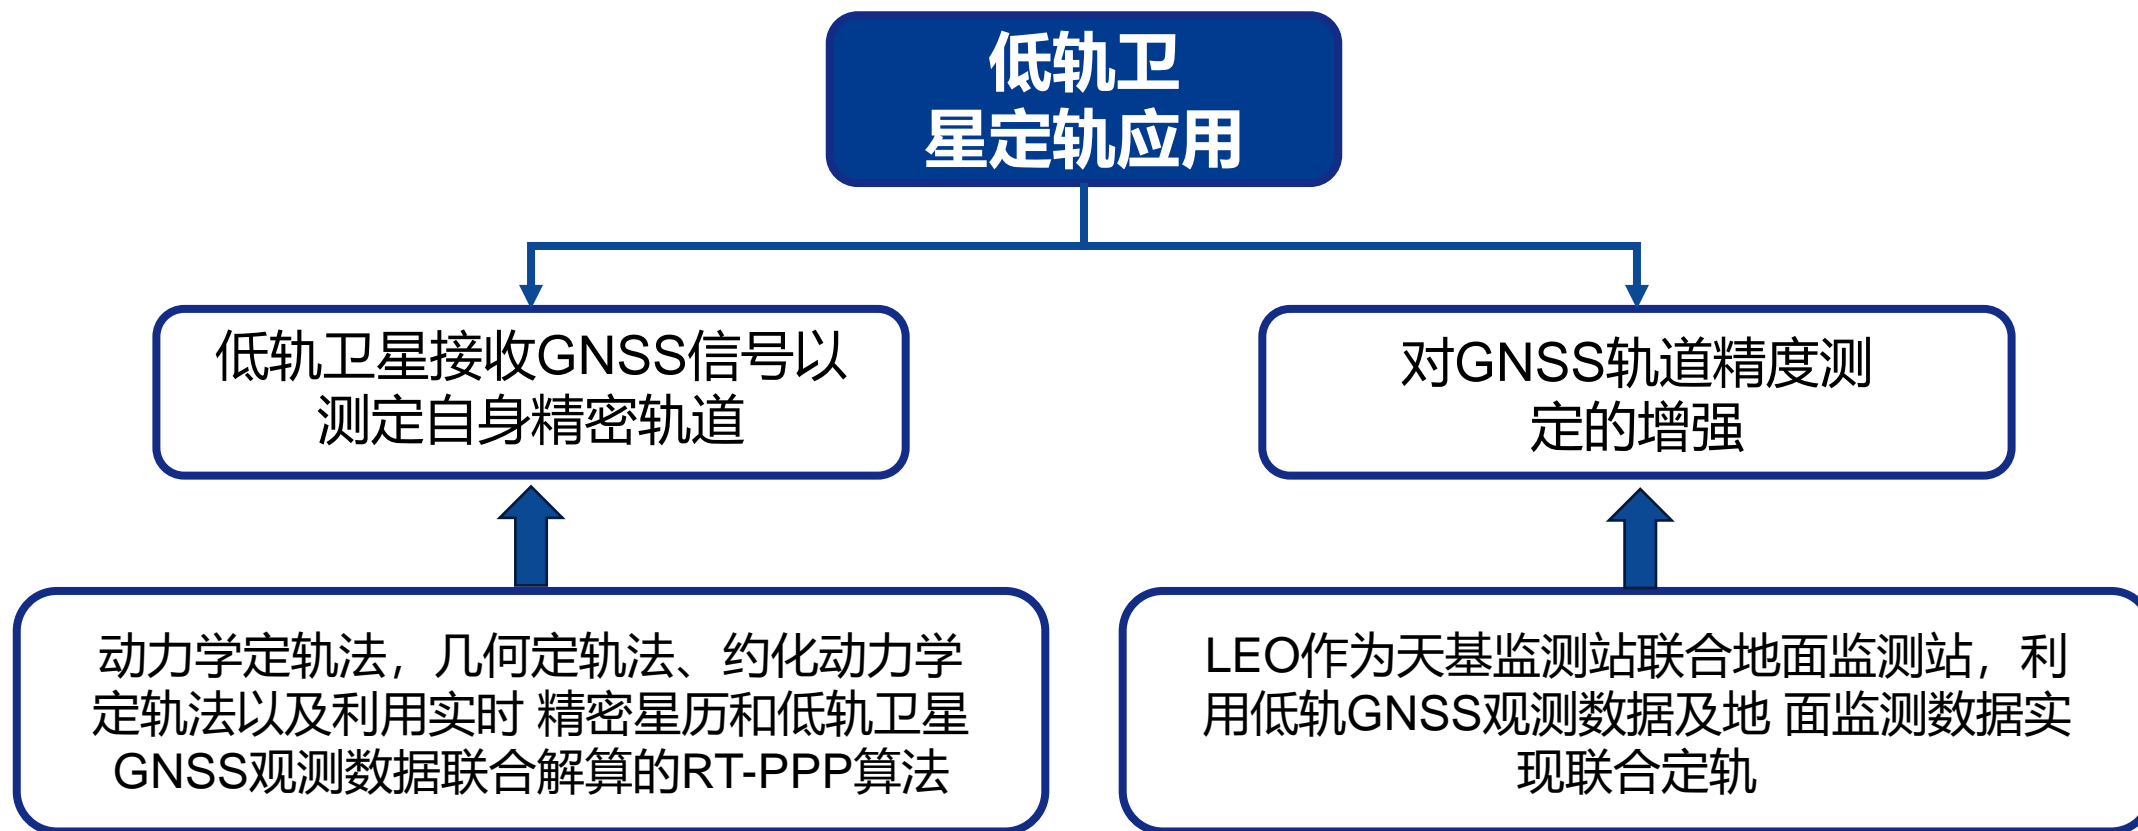 低轨卫
星定轨应用
低轨卫星接收GNSS信号以
测定自身精密轨道
对GNSS轨道精度测
定的增强
动力学定轨法，几何定轨法、约化动力学
定轨法以及利用实时 精密星历和低轨卫星
GNSS观测数据联合解算的RT-PPP算法
LEO作为天基监测站联合地面监测站，利
用低轨GNSS观测数据及地 面监测数据实
现联合定轨